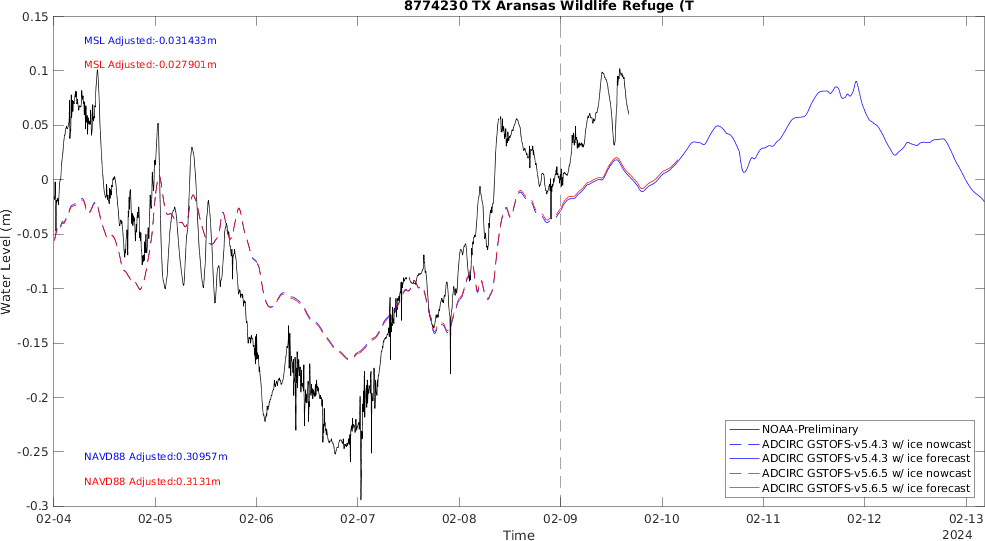 8774230 TX Aransas Wildlife Refuge (T
0.15
0.1
0.05
0
-0.05
-0.1
-0.15
-0.2
-0.25
-0.3
Water Level (m)
MSL Adjusted:-0.031433m
MSL Adjusted:-0.027901m
NAVD88 Adjusted:0.30957m
NAVD88 Adjusted:0.3131m
NOAA-Preliminary
ADCIRC GSTOFS-v5.4.3 w/ ice nowcast
ADCIRC GSTOFS-v5.4.3 w/ ice forecast
ADCIRC GSTOFS-v5.6.5 w/ ice nowcast
ADCIRC GSTOFS-v5.6.5 w/ ice forecast
02-04 02-05 02-06 02-07 02-08 02-09 02-10 02-11 02-12 02-13
Time
2024